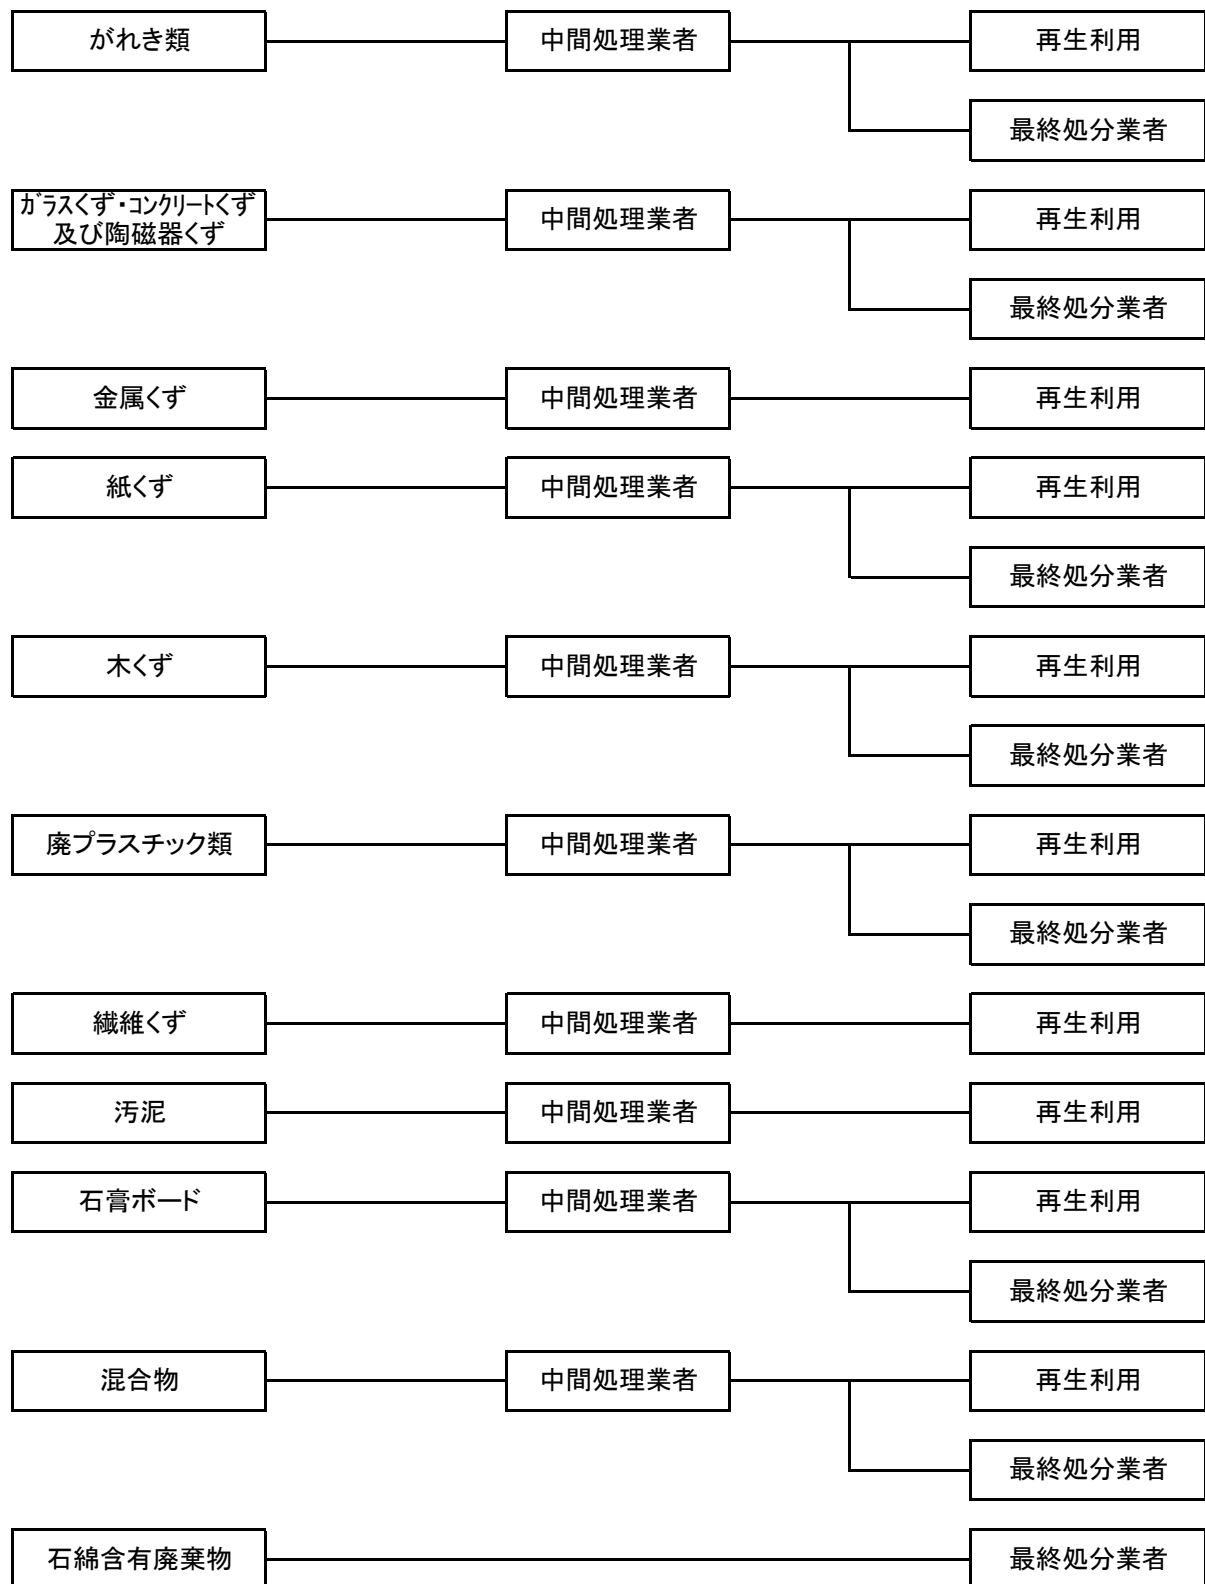 がれき類
中間処理業者
再生利用
最終処分業者
ｶﾞﾗｽくず・ｺﾝｸﾘｰﾄくず
及び陶磁器くず
中間処理業者
再生利用
最終処分業者
金属くず
中間処理業者
再生利用
紙くず
中間処理業者
再生利用
最終処分業者
木くず
中間処理業者
再生利用
最終処分業者
廃プラスチック類
中間処理業者
再生利用
最終処分業者
繊維くず
中間処理業者
再生利用
汚泥
中間処理業者
再生利用
石膏ボード
中間処理業者
再生利用
最終処分業者
混合物
中間処理業者
再生利用
最終処分業者
石綿含有廃棄物
最終処分業者